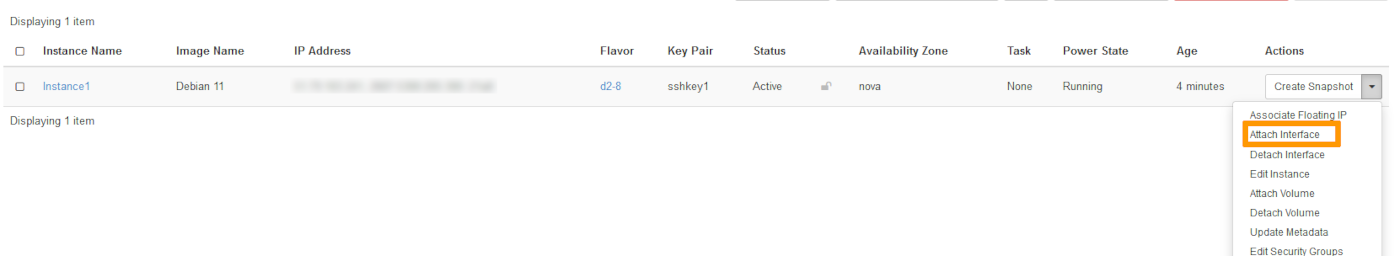 Displaying 1 item
Instance Name Image Name IP Address Flavor Key Pair Status Availability Zone Task Power State Age Actions
Instance1 Debian 11 d2-8 sshkey1 Active nova None Running 4 minutes Create Snapshot
Displaying 1 item
Associate Floating IP
Attach Interface
Detach Interface
Edit Instance
Attach Volume
Detach Volume
Update Metadata
Edit Security Groups